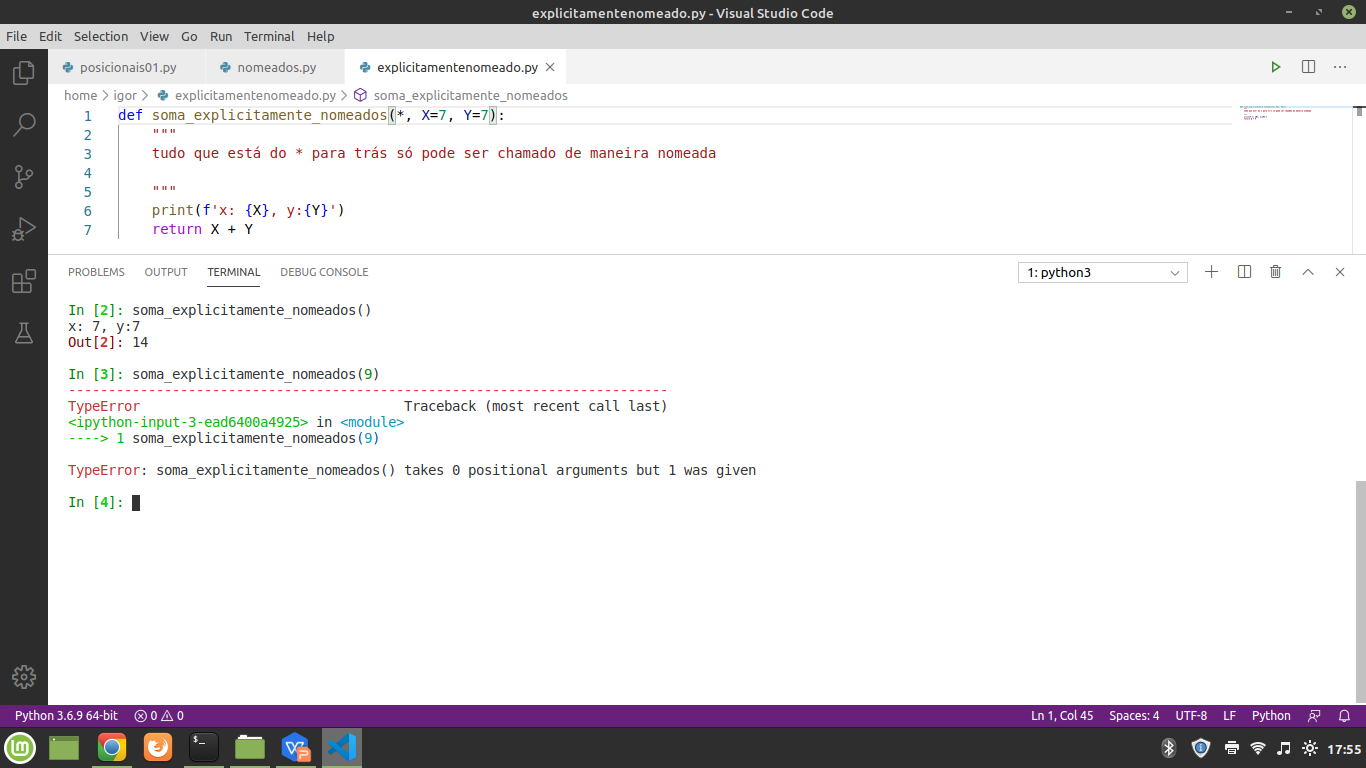 explicitamentenomeado.py - Visual Studio Code
File Edit Selection View Go Run Terminal Help
posicionais01.py nomeados.py explicitamentenomeado.py
home > igor > explicitamentenomeado.py > soma_explicitamente_nomeados
1 def soma_explicitamente_nomeados(*, X=7, Y=7):
2 """
3 tudo que está do * para trás só pode ser chamado de maneira nomeada
4
5 """
6 print(f'x: {X}, y:{Y}')
7 return X + Y
PROBLEMS OUTPUT TERMINAL DEBUG CONSOLE 1: python3
In [2]: soma_explicitamente_nomeados()
x: 7, y:7
Out[2]: 14
In [3]: soma_explicitamente_nomeados(9)
---------------------------------------------------------------------------
TypeError Traceback (most recent call last)
<ipython-input-3-ead6400a4925> in <module>
----> 1 soma_explicitamente_nomeados(9)
TypeError: soma_explicitamente_nomeados() takes 0 positional arguments but 1 was given
In [4]:
Python 3.6.9 64-bit 0 0 Ln 1, Col 45 Spaces: 4 UTF-8 LF Python
17:55